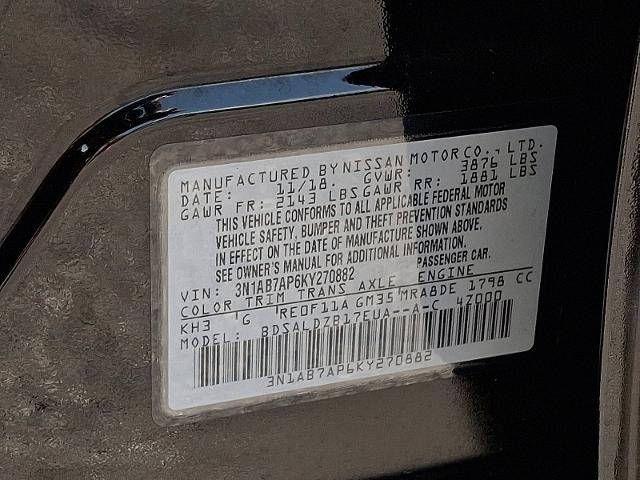 MANUFACTURED BY NISSAN MOTOR CO., LTD.
DATE: 11/18. GVWR: 3876 LBS
GAWR FR: 2143 LBS GAWR RR: 1881 LBS
THIS VEHICLE CONFORMS TO ALL APPLICABLE FEDERAL MOTOR
VEHICLE SAFETY, BUMPER AND THEFT PREVENTION STANDARDS
IN EFFECT ON THE DATE OF MANUFACTURE SHOWN ABOVE.
SEE OWNER'S MANUAL FOR ADDITIONAL INFORMATION.
VIN: 3N1AB7AP6KY270882 PASSENGER CAR.
COLOR TRIM TRANS AXLE ENGINE
KH3 G RE0F11A GM35 MRA8DE 1798 CC
MODEL: BDSALDZB17EUA--A-C 4Z000
3N1AB7AP6KY270882